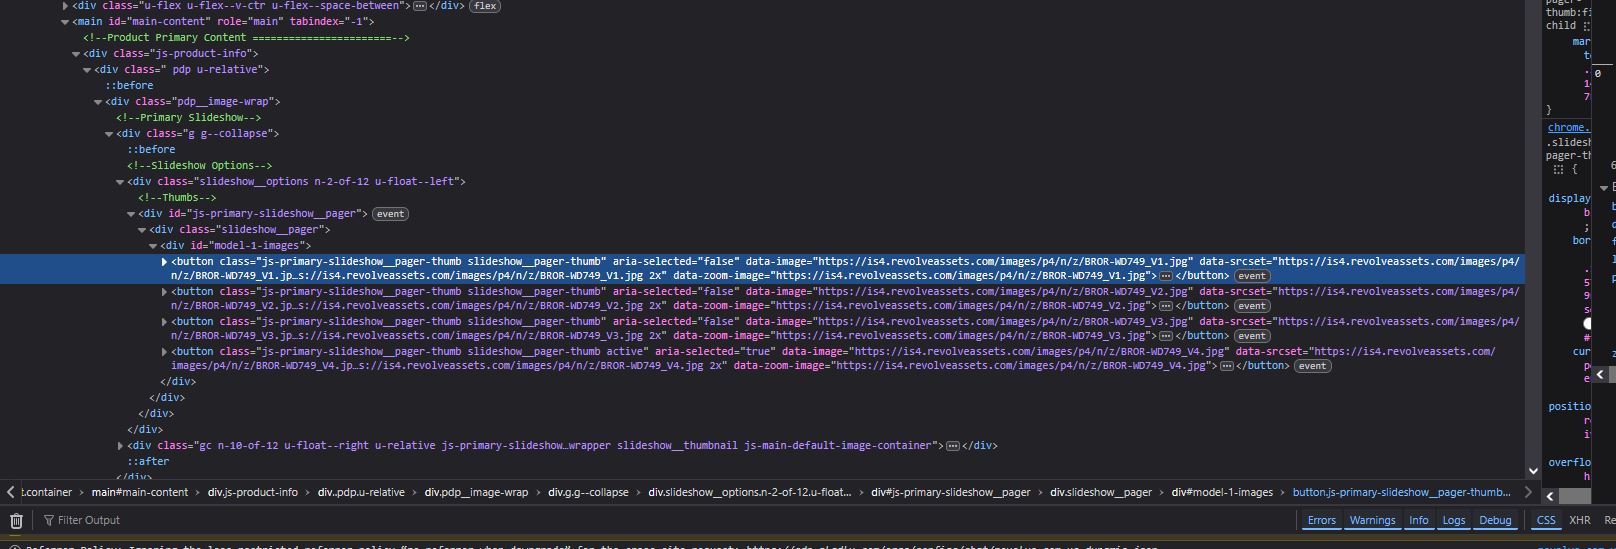 <div class="u-flex u-flex--v-ctr u-flex--space-between"></div> flex
<main id="main-content" role="main" tabindex="-1">
<!--Product Primary Content =======================-->
<div class="js-product-info">
<div class=" pdp u-relative">
::before
<div class="pdp__image-wrap">
<!--Primary Slideshow-->
<div class="g g--collapse">
::before
<!--Slideshow Options-->
<div class="slideshow__options n-2-of-12 u-float--left">
<!--Thumbs-->
<div id="js-primary-slideshow__pager"> event
<div class="slideshow__pager">
<div id="model-1-images">
<button class="js-primary-slideshow__pager-thumb slideshow__pager-thumb" aria-selected="false" data-image="https://is4.revolveassets.com/images/p4/n/z/BROR-WD749_V1.jpg" data-srcset="https://is4.revolveassets.com/images/p4/
n/z/BROR-WD749_V1.jp…s://is4.revolveassets.com/images/p4/n/z/BROR-WD749_V1.jpg 2x" data-zoom-image="https://is4.revolveassets.com/images/p4/n/z/BROR-WD749_V1.jpg"></button> event
<button class="js-primary-slideshow__pager-thumb slideshow__pager-thumb" aria-selected="false" data-image="https://is4.revolveassets.com/images/p4/n/z/BROR-WD749_V2.jpg" data-srcset="https://is4.revolveassets.com/images/p4/
n/z/BROR-WD749_V2.jp…s://is4.revolveassets.com/images/p4/n/z/BROR-WD749_V2.jpg 2x" data-zoom-image="https://is4.revolveassets.com/images/p4/n/z/BROR-WD749_V2.jpg"></button> event
<button class="js-primary-slideshow__pager-thumb slideshow__pager-thumb" aria-selected="false" data-image="https://is4.revolveassets.com/images/p4/n/z/BROR-WD749_V3.jpg" data-srcset="https://is4.revolveassets.com/images/p4/
n/z/BROR-WD749_V3.jp…s://is4.revolveassets.com/images/p4/n/z/BROR-WD749_V3.jpg 2x" data-zoom-image="https://is4.revolveassets.com/images/p4/n/z/BROR-WD749_V3.jpg"></button> event
<button class="js-primary-slideshow__pager-thumb slideshow__pager-thumb active" aria-selected="true" data-image="https://is4.revolveassets.com/images/p4/n/z/BROR-WD749_V4.jpg" data-srcset="https://is4.revolveassets.com/
images/p4/n/z/BROR-WD749_V4.jp…s://is4.revolveassets.com/images/p4/n/z/BROR-WD749_V4.jpg 2x" data-zoom-image="https://is4.revolveassets.com/images/p4/n/z/BROR-WD749_V4.jpg"></button> event
</div>
</div>
</div>
</div>
<div class="gc n-10-of-12 u-float--right u-relative js-primary-slideshow…wrapper slideshow__thumbnail js-main-default-image-container"></div>
::after
</div>
t.container > main#main-content > div.js-product-info > div..pdp.u-relative > div.pdp__image-wrap > div.g.g--collapse > div.slideshow__options.n-2-of-12.u-float… > div#js-primary-slideshow__pager > div.slideshow__pager > div#model-1-images > button.js-primary-slideshow__pager-thumb…
Filter Output
Errors Warnings Info Logs Debug CSS XHR Re
thumb:fi
child
mar
to
}
chrome.
.slidesh
pager-th
{
display
b
;
bor
cur
positio
overflo
0